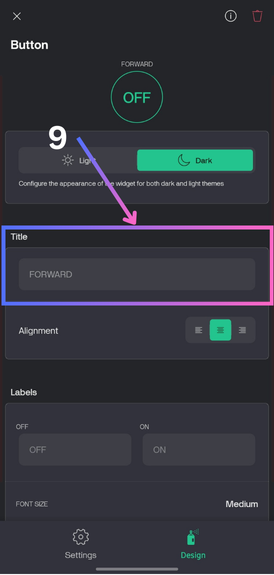 Button
FORWARD
OFF
9
Light
Dark
Configure the appearance of the widget for both dark and light themes
Title
FORWARD
Alignment
Labels
OFF
ON
OFF
ON
FONT SIZE
Medium
Settings
Design